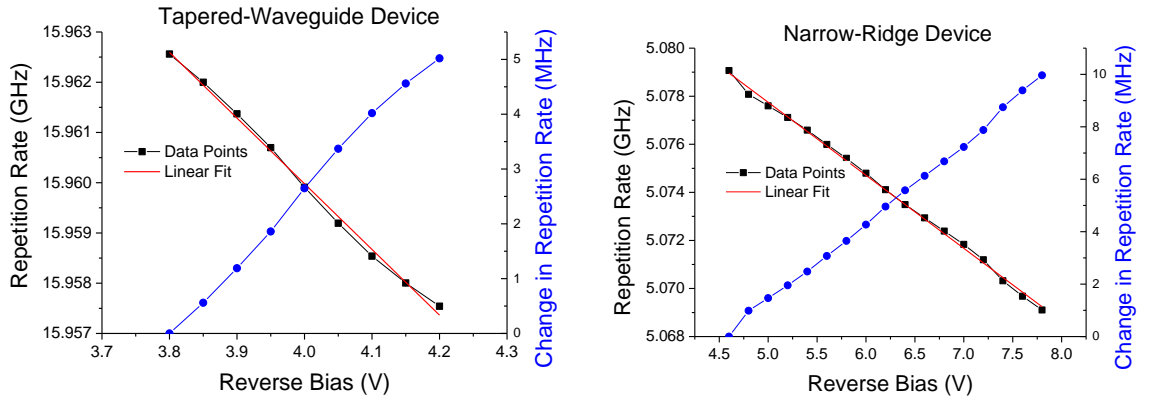 Tapered-Waveguide Device
Repetition Rate (GHz)
15.963
15.962
15.961
15.960
15.959
15.958
15.957
Data Points
Linear Fit
3.7 3.8 3.9 4.0 4.1 4.2 4.3
Reverse Bias (V)
5
4
3
2
1
0
Change in Repetition Rate (MHz)
Narrow-Ridge Device
Repetition Rate (GHz)
5.080
5.078
5.076
5.074
5.072
5.070
5.068
Data Points
Linear Fit
4.5 5.0 5.5 6.0 6.5 7.0 7.5 8.0
Reverse Bias (V)
10
8
6
4
2
0
Change in Repetition Rate (MHz)